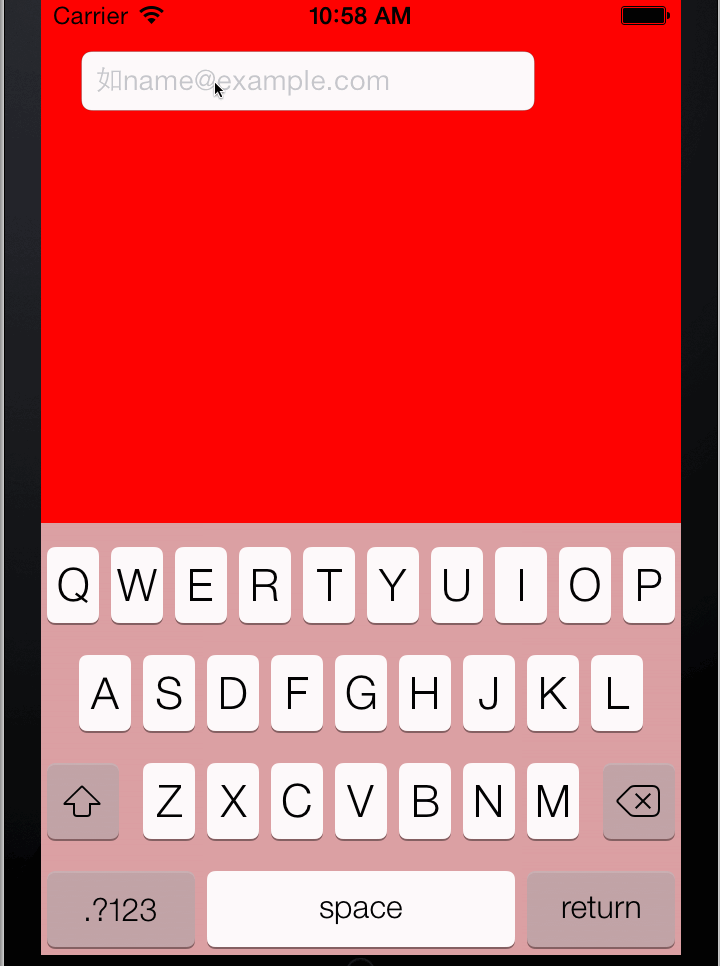 Carrier 10:58 AM
如name@example.com
Q W E R T Y U I O P
A S D F G H J K L
Z X C V B N M
.?123 space return